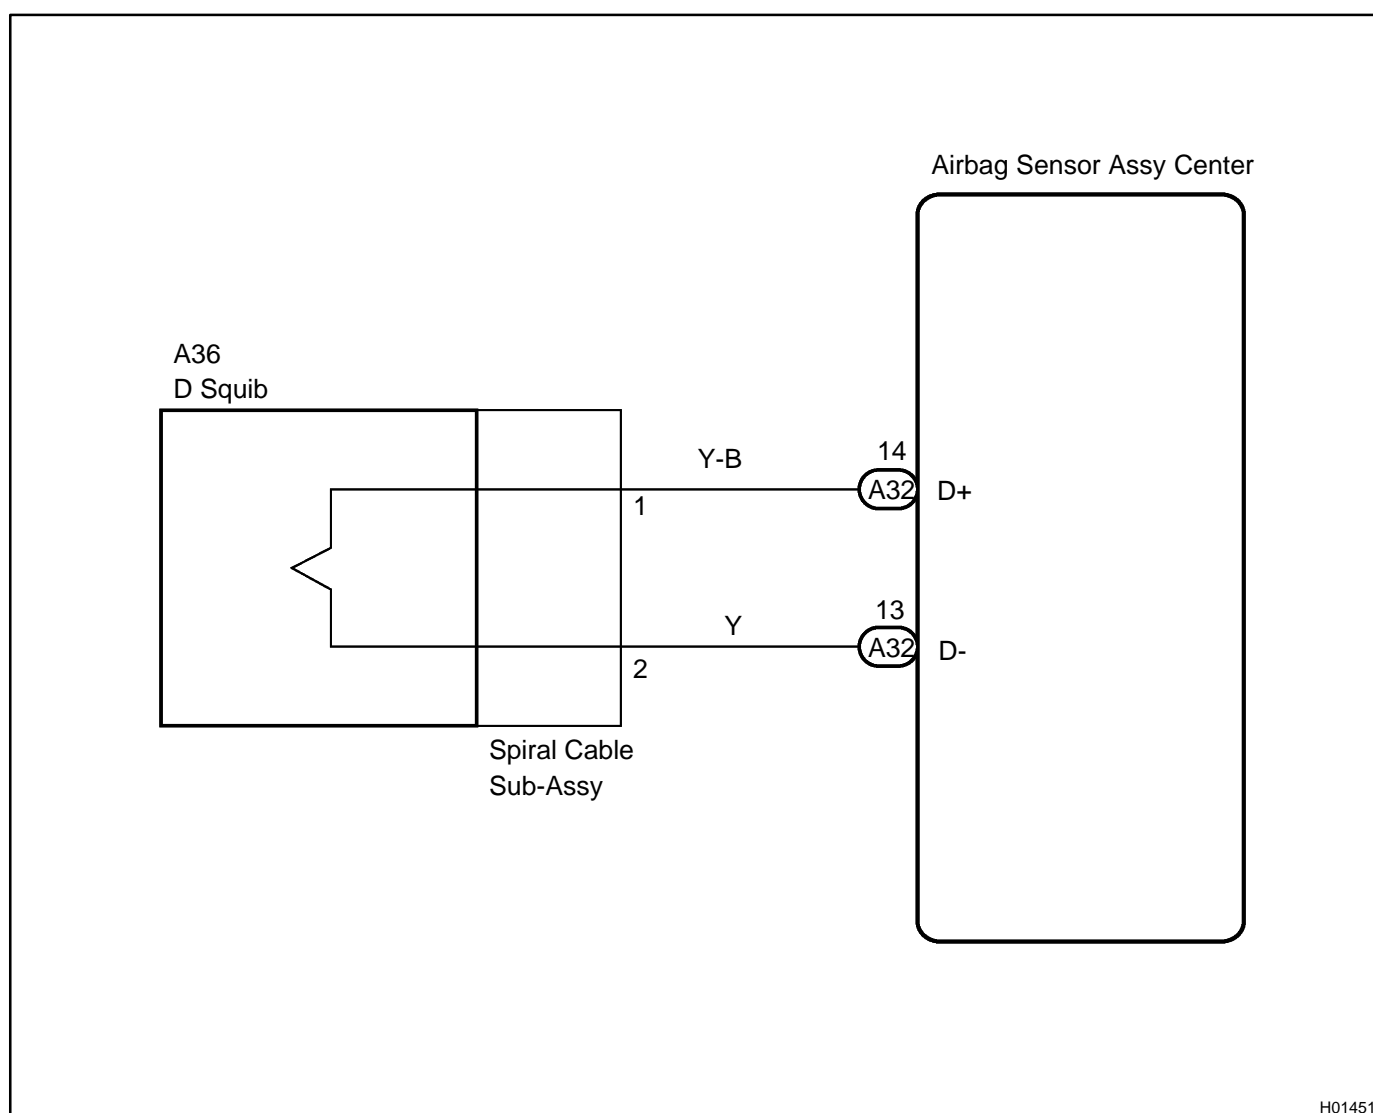 Airbag Sensor Assy Center
A36
D Squib
Y-B
14
1
A32
D+
Y
13
2
A32
D-
Spiral Cable
Sub-Assy
H01451